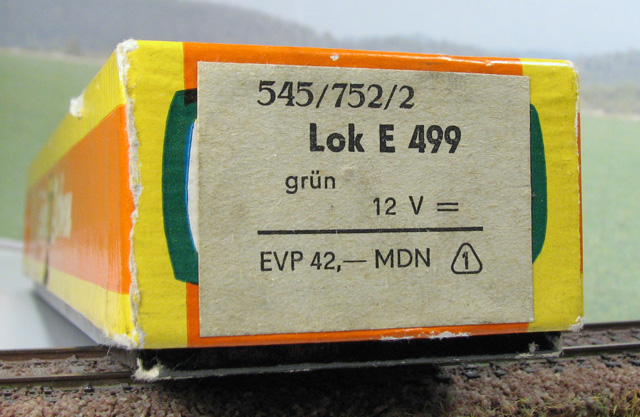 545/752/2
Lok E 499
grün
12 V =
EVP 42,— MDN 1